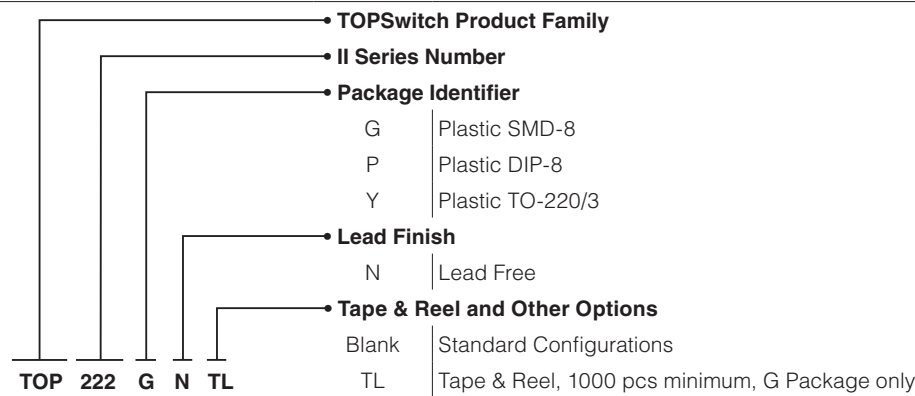 TOPSwitch Product Family
II Series Number
Package Identifier
G Plastic SMD-8
P Plastic DIP-8
Y Plastic TO-220/3
Lead Finish
N Lead Free
Tape & Reel and Other Options
Blank Standard Configurations
TOP 222 G N TL TL Tape & Reel, 1000 pcs minimum, G Package only